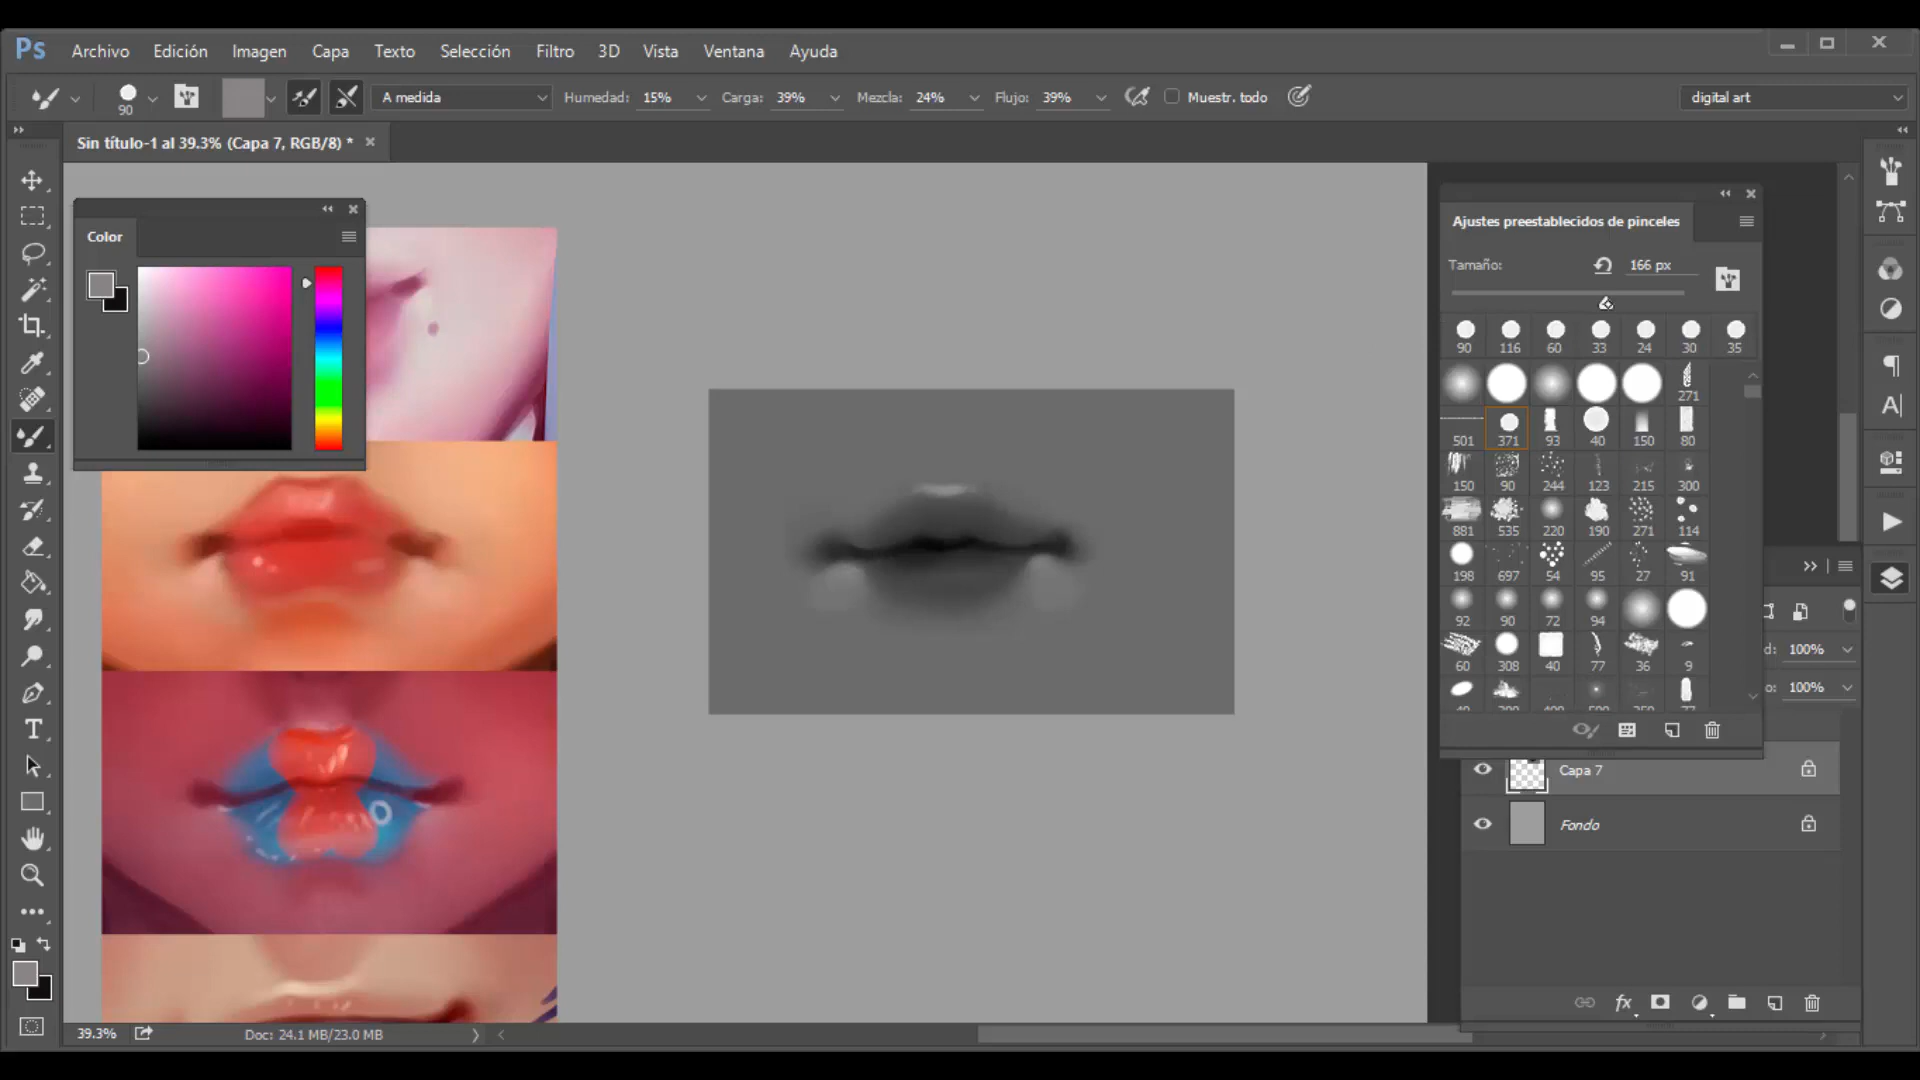 Ps Archivo Edición Imagen Capa Texto Selección Filtro 3D Vista Ventana Ayuda
90 A medida Humedad: 15% Carga: 39% Mezcla: 24% Flujo: 39% Muestr. todo digital art
Sin título-1 al 39.3% (Capa 7, RGB/8) *
Color
Ajustes preestablecidos de pinceles
Tamaño: 166 px
90 116 60 33 24 30 35
271
501 371 93 40 150 80
150 90 244 123 215 300
881 535 220 190 271 114
198 697 54 95 27 91
92 90 72 94
60 308 40 77 36 9
d: 100%
o: 100%
Capa 7
Fondo
fx
39.3% Doc: 24.1 MB/23.0 MB